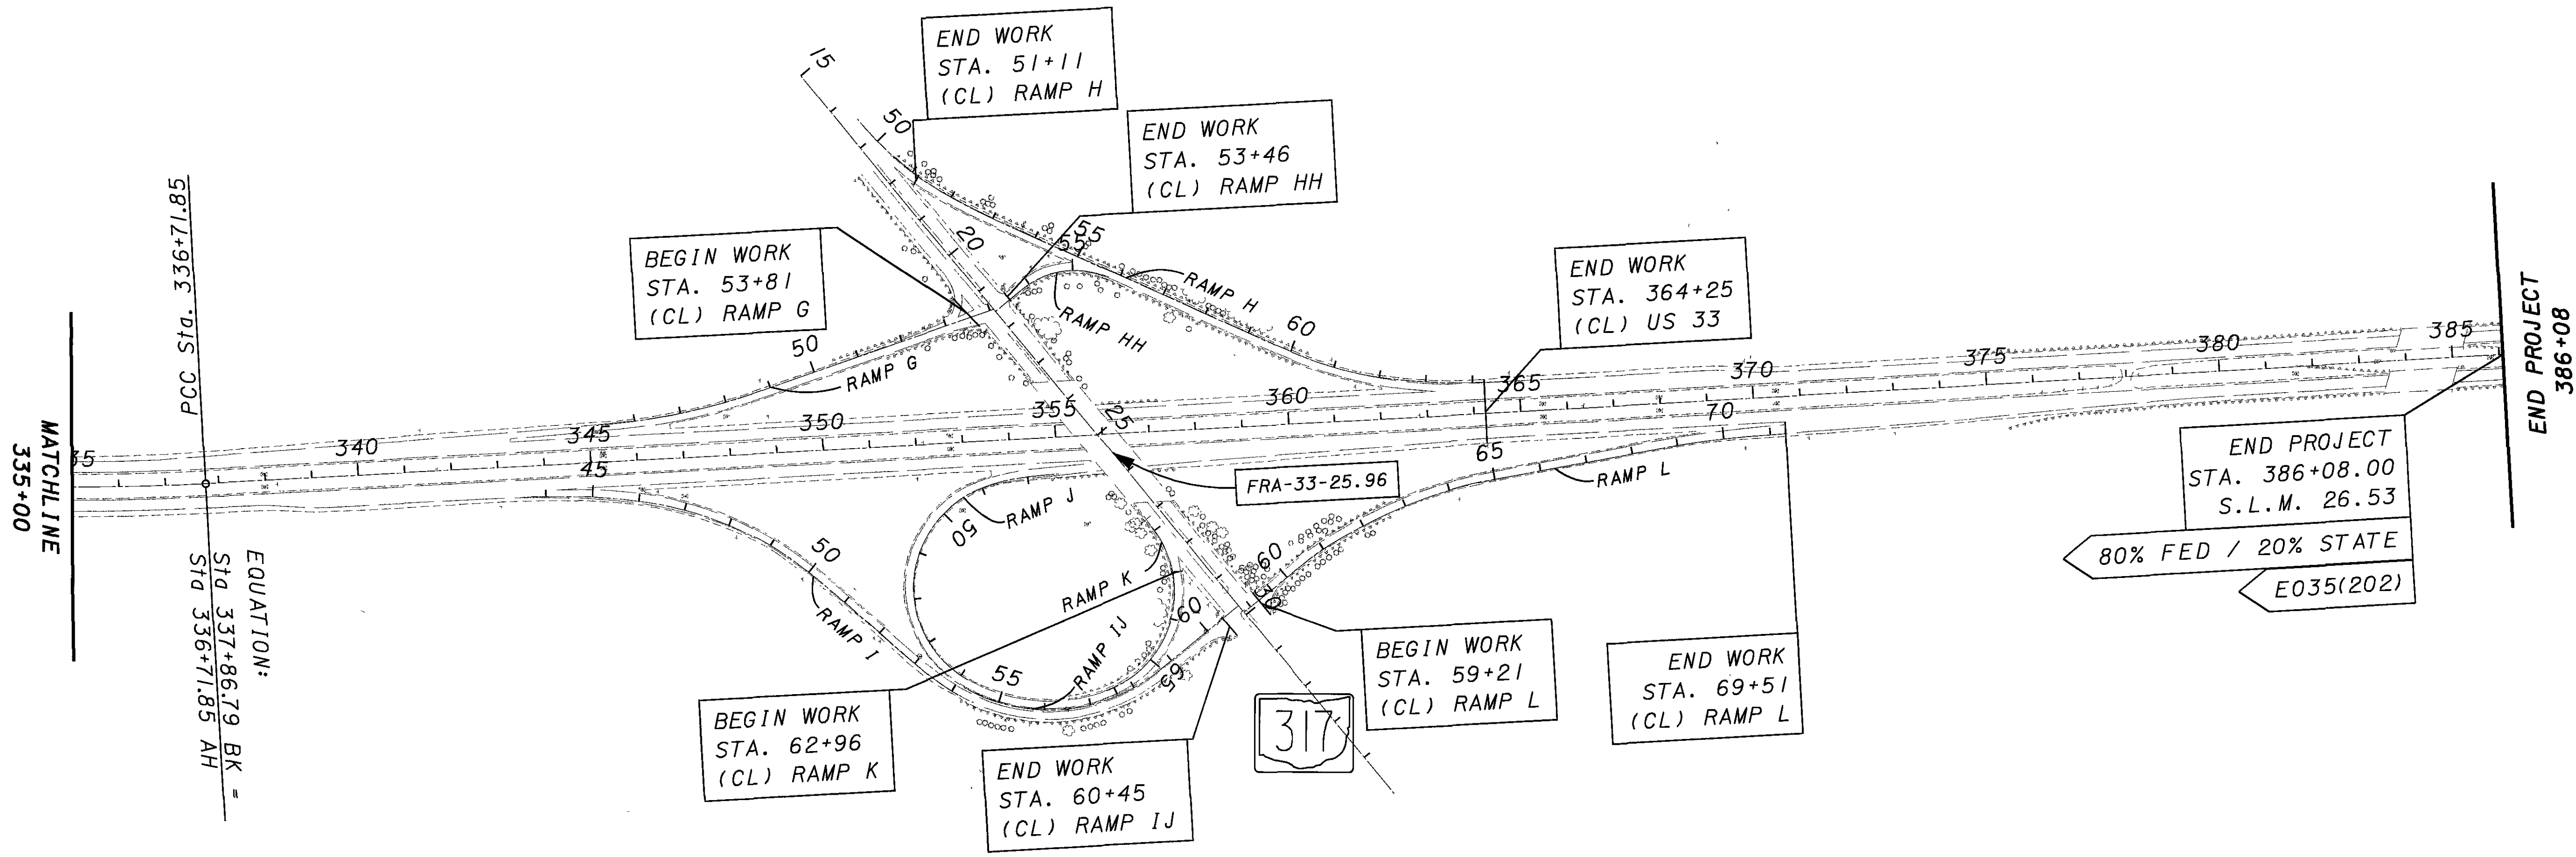 END WORK
STA. 51+11
(CL) RAMP H
END WORK
STA. 53+46
(CL) RAMP HH
BEGIN WORK
STA. 53+81
(CL) RAMP G
END WORK
STA. 364+25
(CL) US 33
15
50
20
55
55
RAMP H
RAMP HH
60
50
RAMP G
PCC Sta. 336+71.85
MATCHLINE
335+00
35
340
345
350
355
360
365
370
375
380
385
END PROJECT
386+08
45
25
65
70
RAMP L
FRA-33-25.96
RAMP J
50
50
RAMP K
RAMP I
RAMP IJ
55
60
65
60
30
EQUATION:
Sta 337+86.79 BK =
Sta 336+71.85 AH
END PROJECT
STA. 386+08.00
S.L.M. 26.53
80% FED / 20% STATE
E035(202)
BEGIN WORK
STA. 62+96
(CL) RAMP K
END WORK
STA. 60+45
(CL) RAMP IJ
317
BEGIN WORK
STA. 59+21
(CL) RAMP L
END WORK
STA. 69+51
(CL) RAMP L